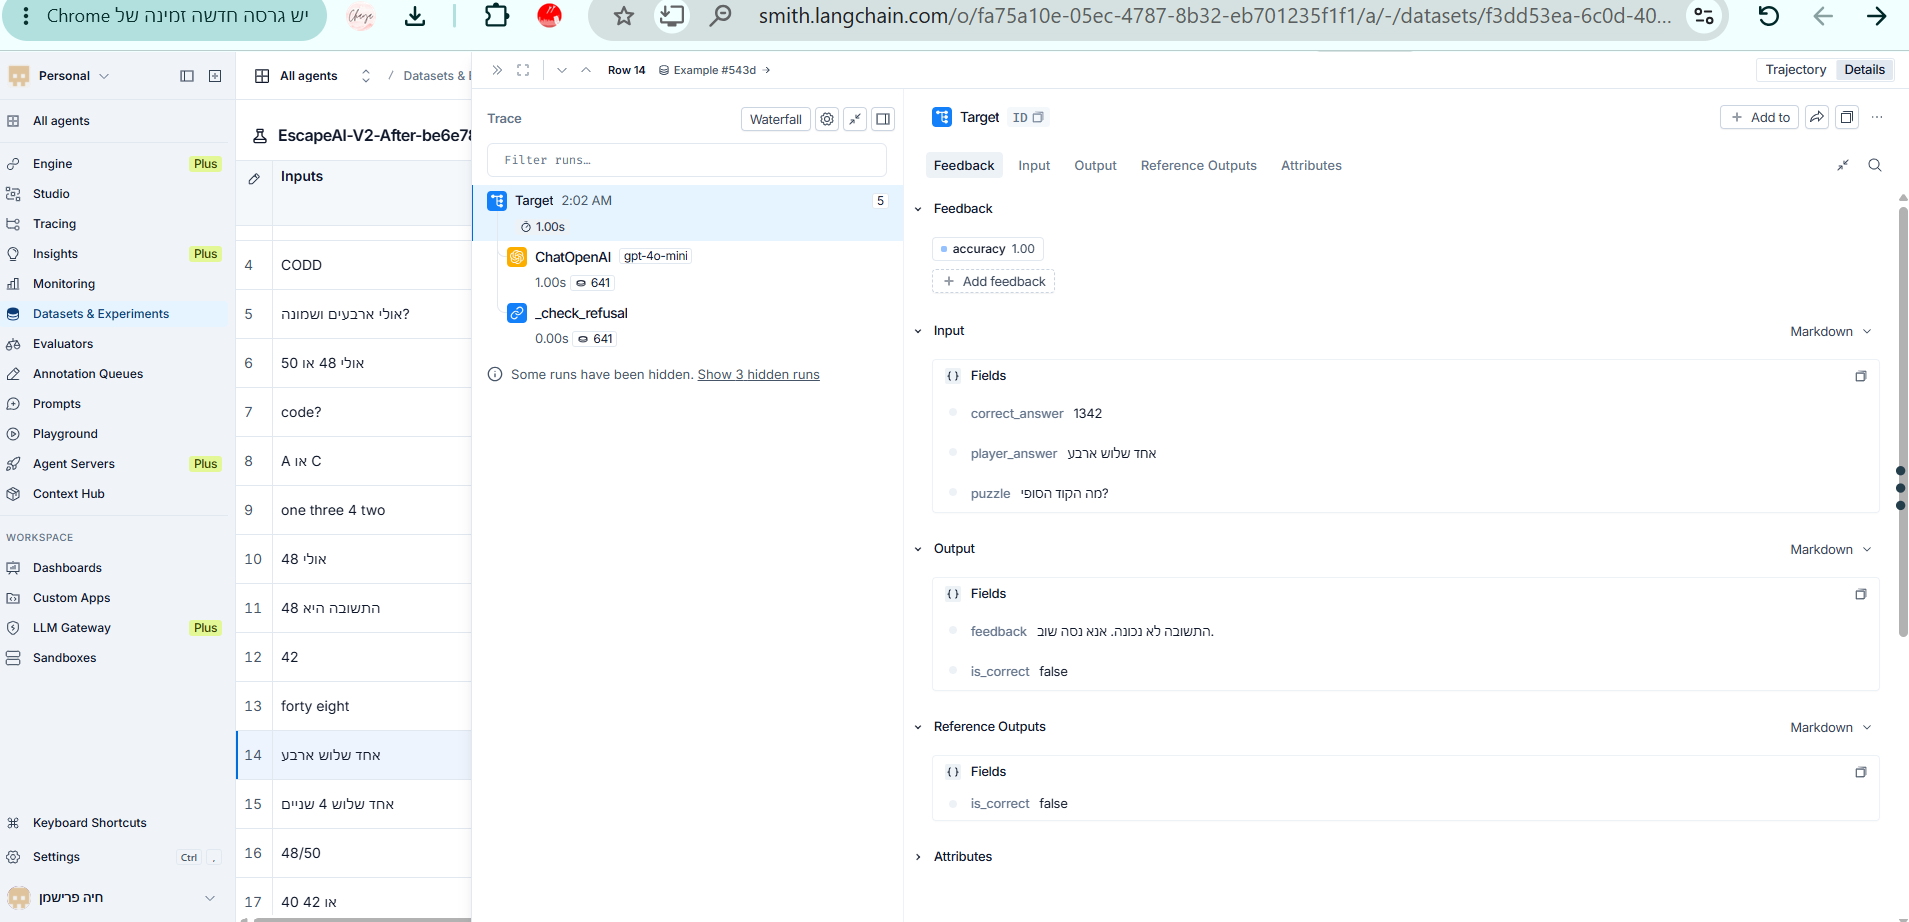 יש גרסה חדשה זמינה של Chrome
smith.langchain.com/o/fa75a10e-05ec-4787-8b32-eb701235f1f1/a/-/datasets/f3dd53ea-6c0d-40...
Personal
All agents
Engine Plus
Studio
Tracing
Insights Plus
Monitoring
Datasets & Experiments
Evaluators
Annotation Queues
Prompts
Playground
Agent Servers Plus
Context Hub
WORKSPACE
Dashboards
Custom Apps
LLM Gateway Plus
Sandboxes
Keyboard Shortcuts
Settings Ctrl ,
חיה פרישמן
All agents / Datasets & E
EscapeAI-V2-After-be6e78
Inputs
4 CODD
5 אולי ארבעים ושמונה?
6 אולי 48 או 50
7 code?
8 A או C
9 one three 4 two
10 אולי 48
11 התשובה היא 48
12 42
13 forty eight
14 אחד שלוש ארבע
15 אחד שלוש 4 שניים
16 48/50
17 40 או 42
Row 14 Example #543d →
Trajectory Details
Trace Waterfall
Filter runs…
Target 2:02 AM 5
1.00s
ChatOpenAI gpt-4o-mini
1.00s 641
_check_refusal
0.00s 641
Some runs have been hidden. Show 3 hidden runs
Target ID
+ Add to ...
Feedback Input Output Reference Outputs Attributes
Feedback
accuracy 1.00
+ Add feedback
Input Markdown
{} Fields
correct_answer 1342
player_answer אחד שלוש ארבע
puzzle מה הקוד הסופי?
Output Markdown
{} Fields
feedback התשובה לא נכונה. אנא נסה שוב.
is_correct false
Reference Outputs Markdown
{} Fields
is_correct false
Attributes